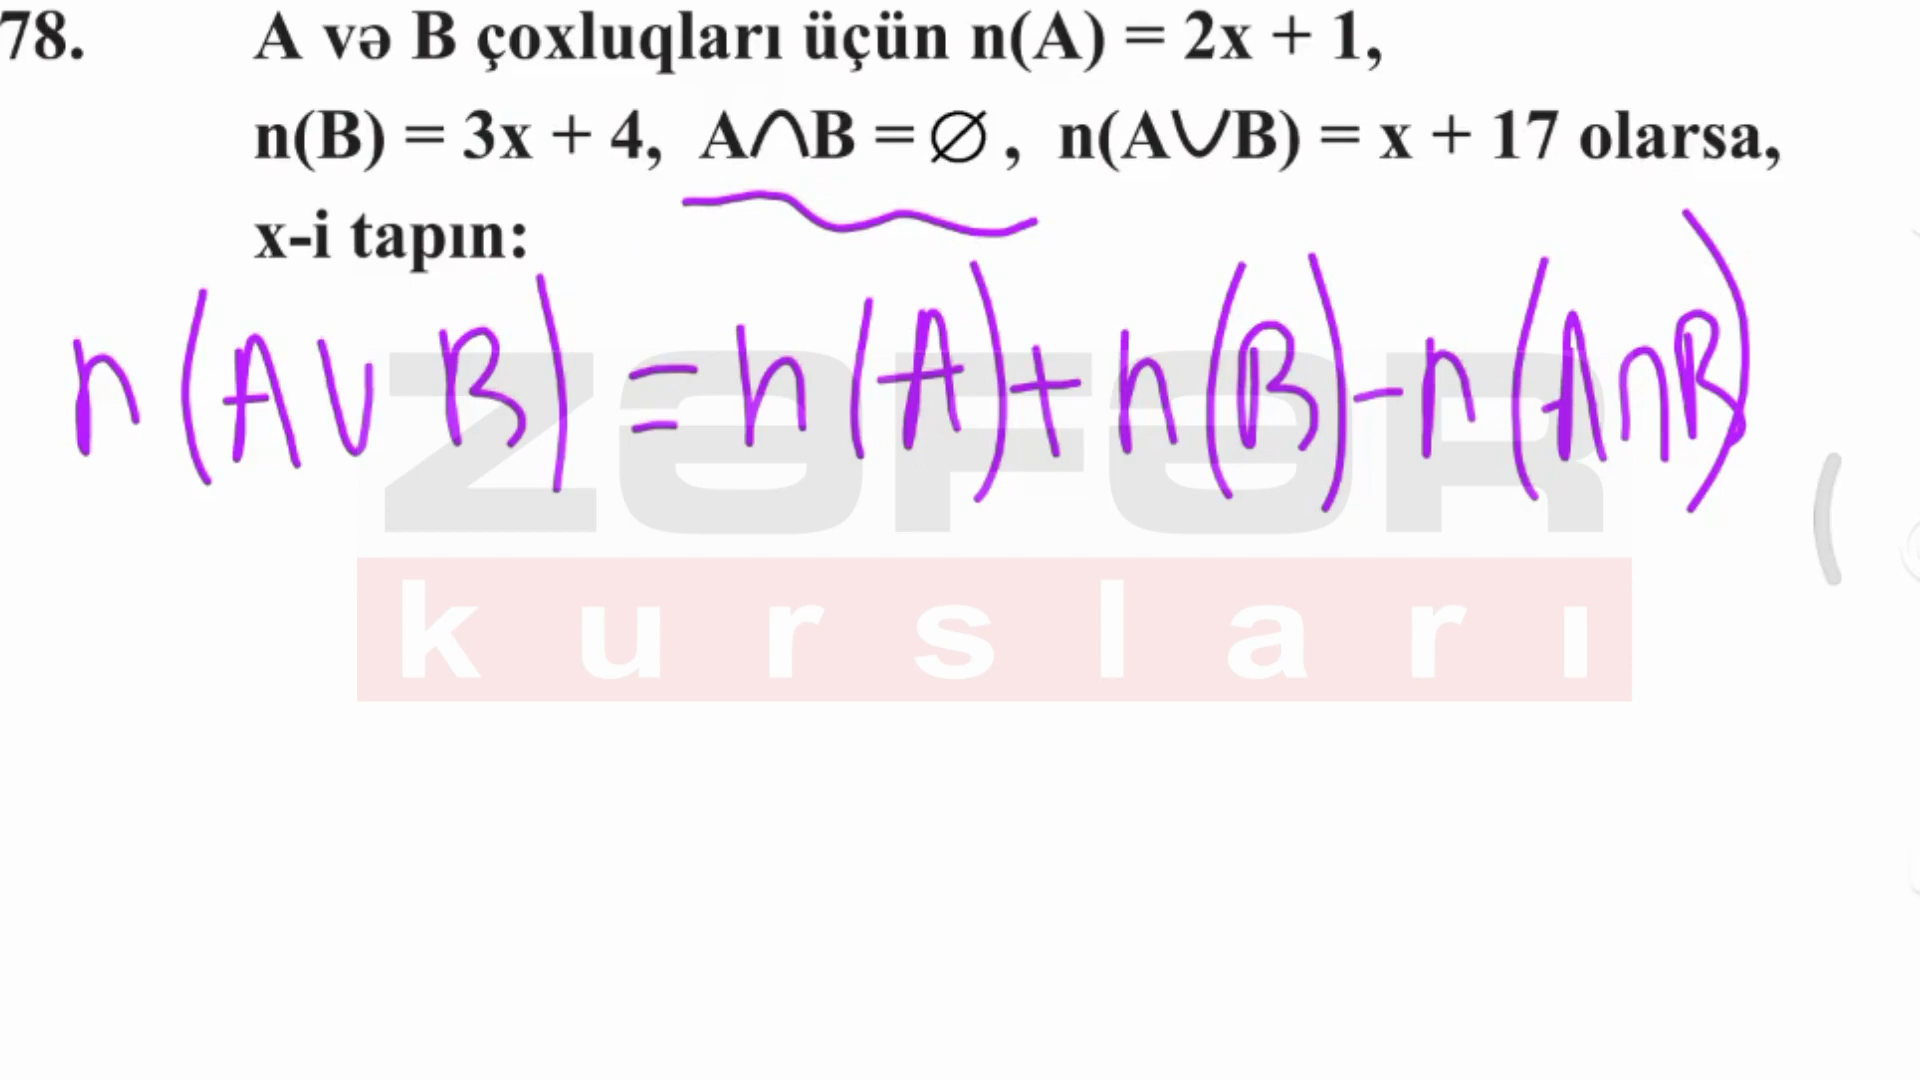 78. A və B çoxluqları üçün n(A) = 2x + 1,
n(B) = 3x + 4, A∩B = ∅, n(A∪B) = x + 17 olarsa,
x-i tapın:
n(A∪B) = n(A)+n(B)-n(A∩B)
ZƏFƏR
kursları